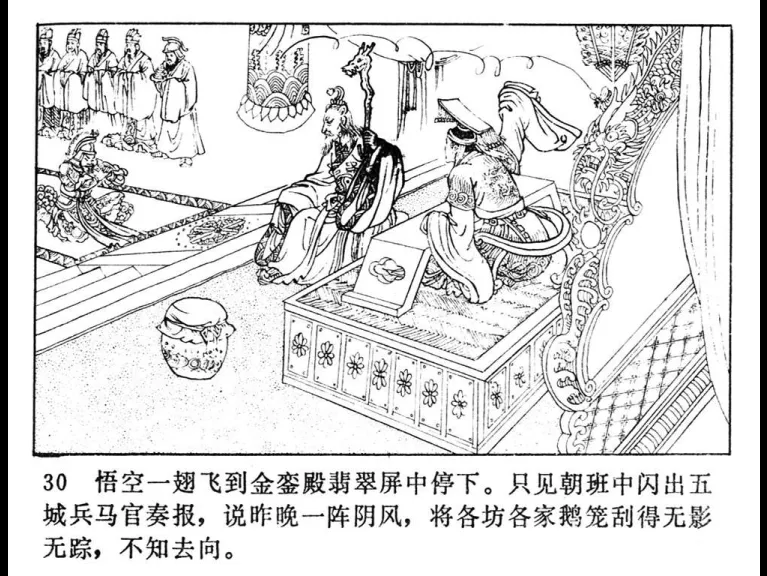 30 悟空一翅飞到金銮殿翡翠屏中停下。只见朝班中闪出五
城兵马官奏报，说昨晚一阵阴风，将各坊各家鹅笼刮得无影
无踪，不知去向。